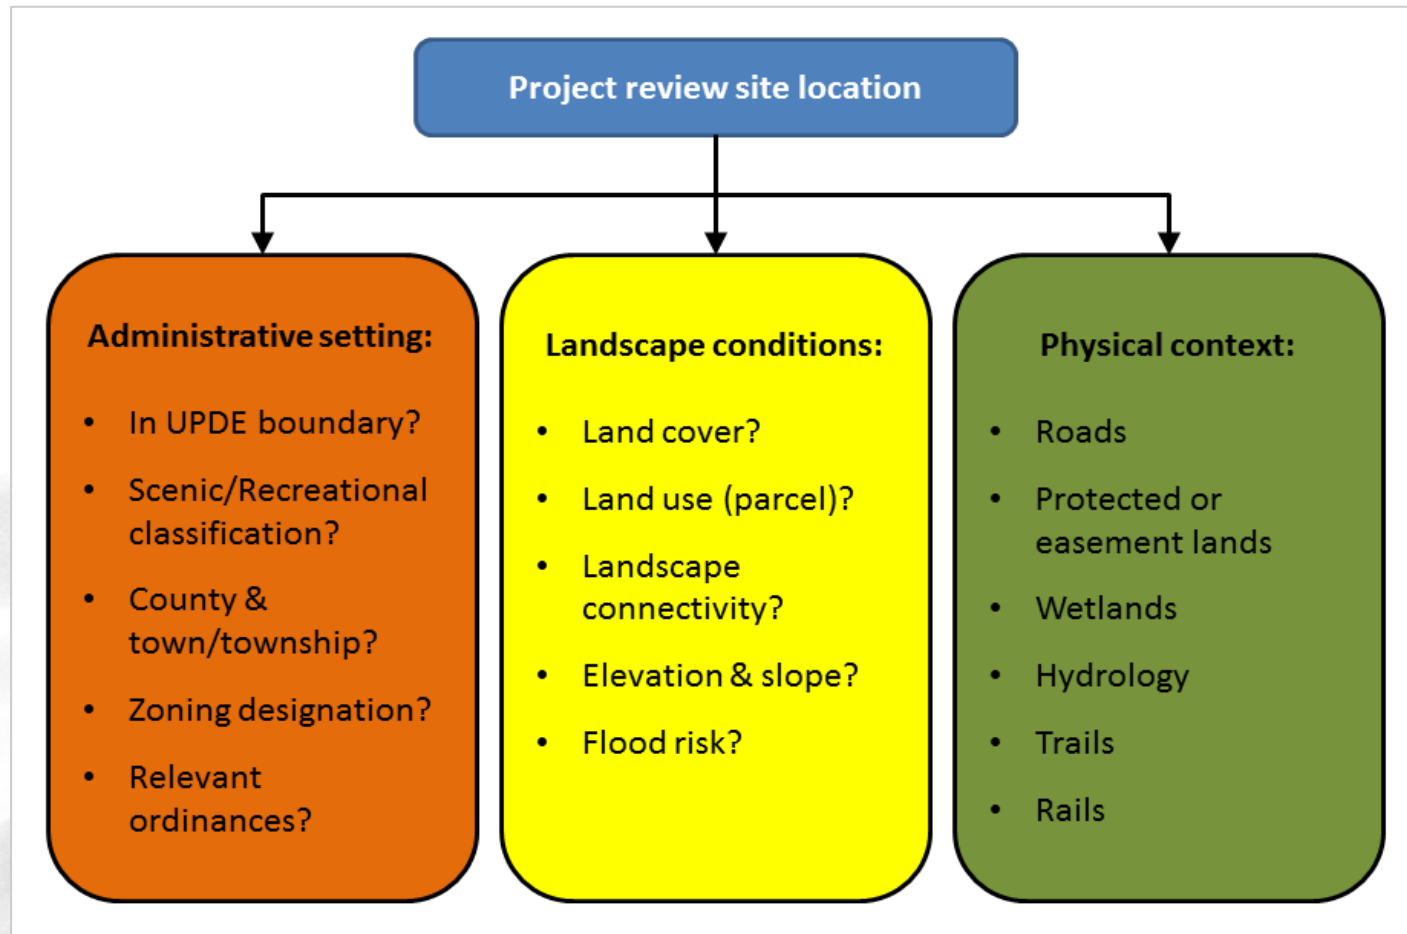 Project review site location
Administrative setting:
• In UPDE boundary?
• Scenic/Recreational
classification?
• County &
town/township?
• Zoning designation?
• Relevant
ordinances?
Landscape conditions:
• Land cover?
• Land use (parcel)?
• Landscape
connectivity?
• Elevation & slope?
• Flood risk?
Physical context:
• Roads
• Protected or
easement lands
• Wetlands
• Hydrology
• Trails
• Rails